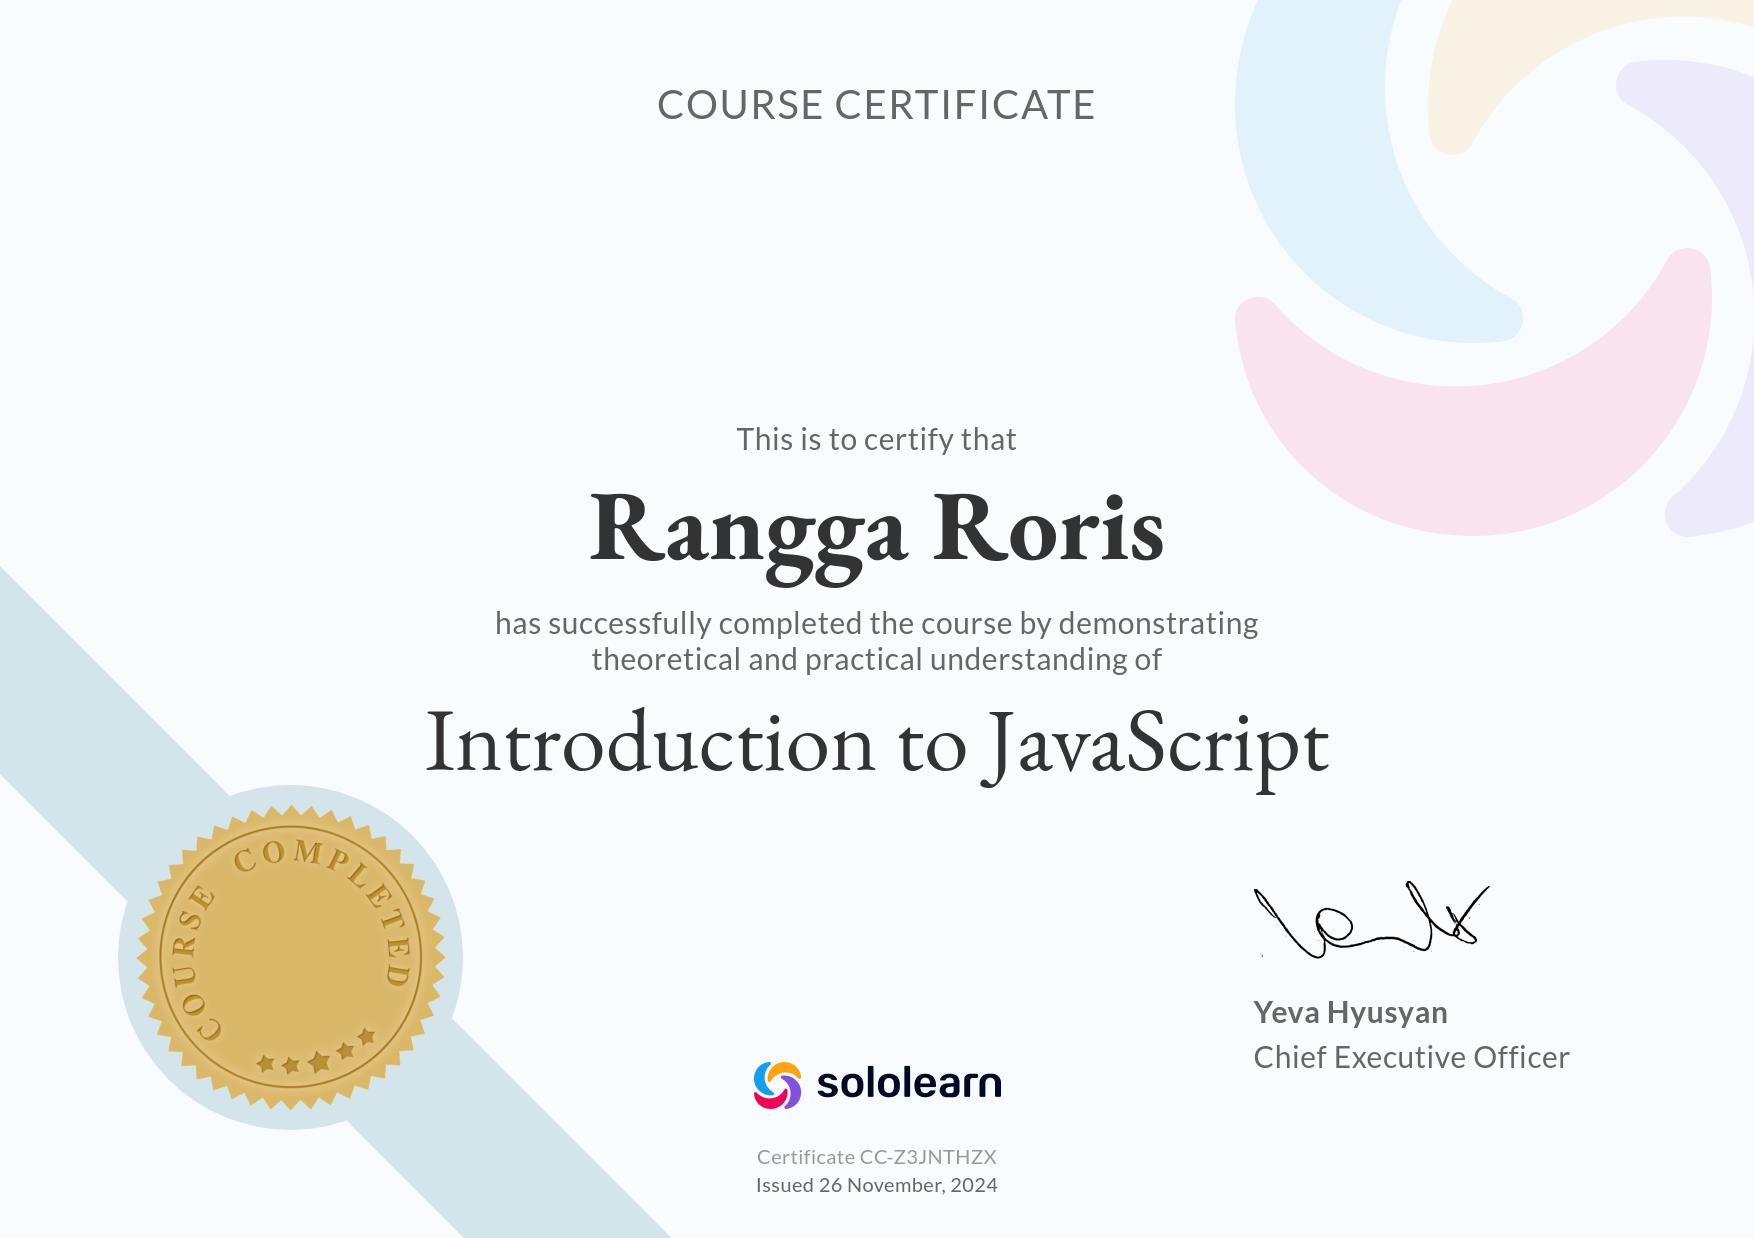 COURSE CERTIFICATE
This is to certify that
Rangga Roris
has successfully completed the course by demonstrating
theoretical and practical understanding of
Introduction to JavaScript
COURSE COMPLETED
Yeva Hyusyan
Chief Executive Officer
sololearn
Certificate CC-Z3JNTHZX
Issued 26 November, 2024